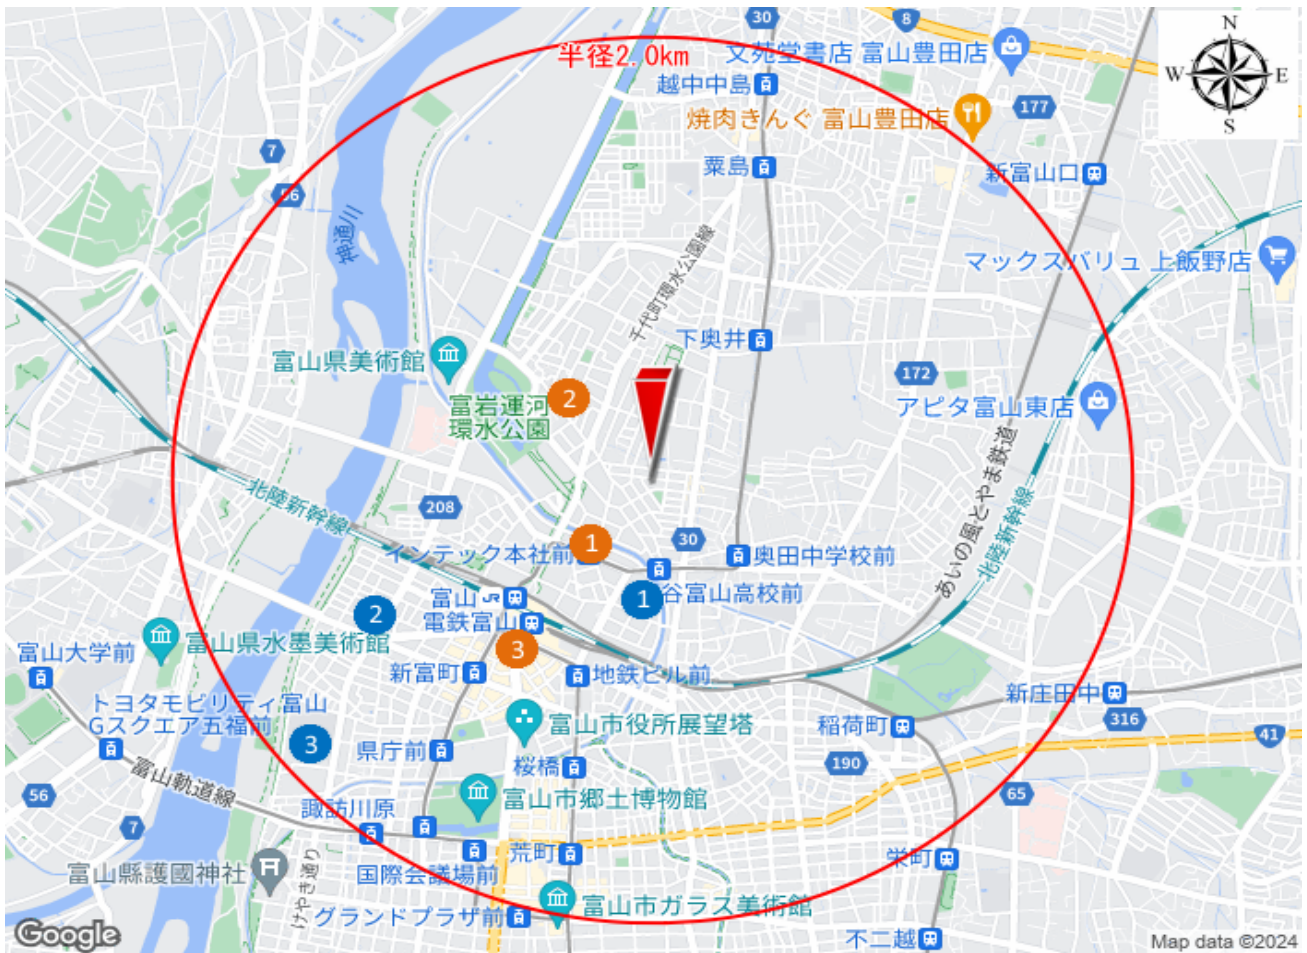 30
8
N
W
E
S
半径2.0km
文苑堂書店 富山豊田店
越中中島
177
焼肉きんぐ 富山豊田店
7
粟島
新富山口
56
神通川
千代町環水公園線
マックスバリュ 上飯野店
下奥井
富山県美術館
172
2
富岩運河
環水公園
アピタ富山東店
北陸新幹線
208
あいの風とやま鉄道
北陸新幹線
30
1
インテック本社前
奥田中学校前
富山
JR
1
谷富山高校前
2
電鉄富山
富山県水墨美術館
3
富山大学前
新富町
地鉄ビル前
トヨタモビリティ富山
Gスクエア五福前
新庄田中
316
富山市役所展望塔
稲荷町
41
3
県庁前
桜橋
190
富山軌道線
56
65
富山市郷土博物館
諏訪川原
7
荒町
栄町
富山縣護國神社
国際会議場前
けやき通り
富山市ガラス美術館
グランドプラザ前
不二越
Google
Map data ©2024